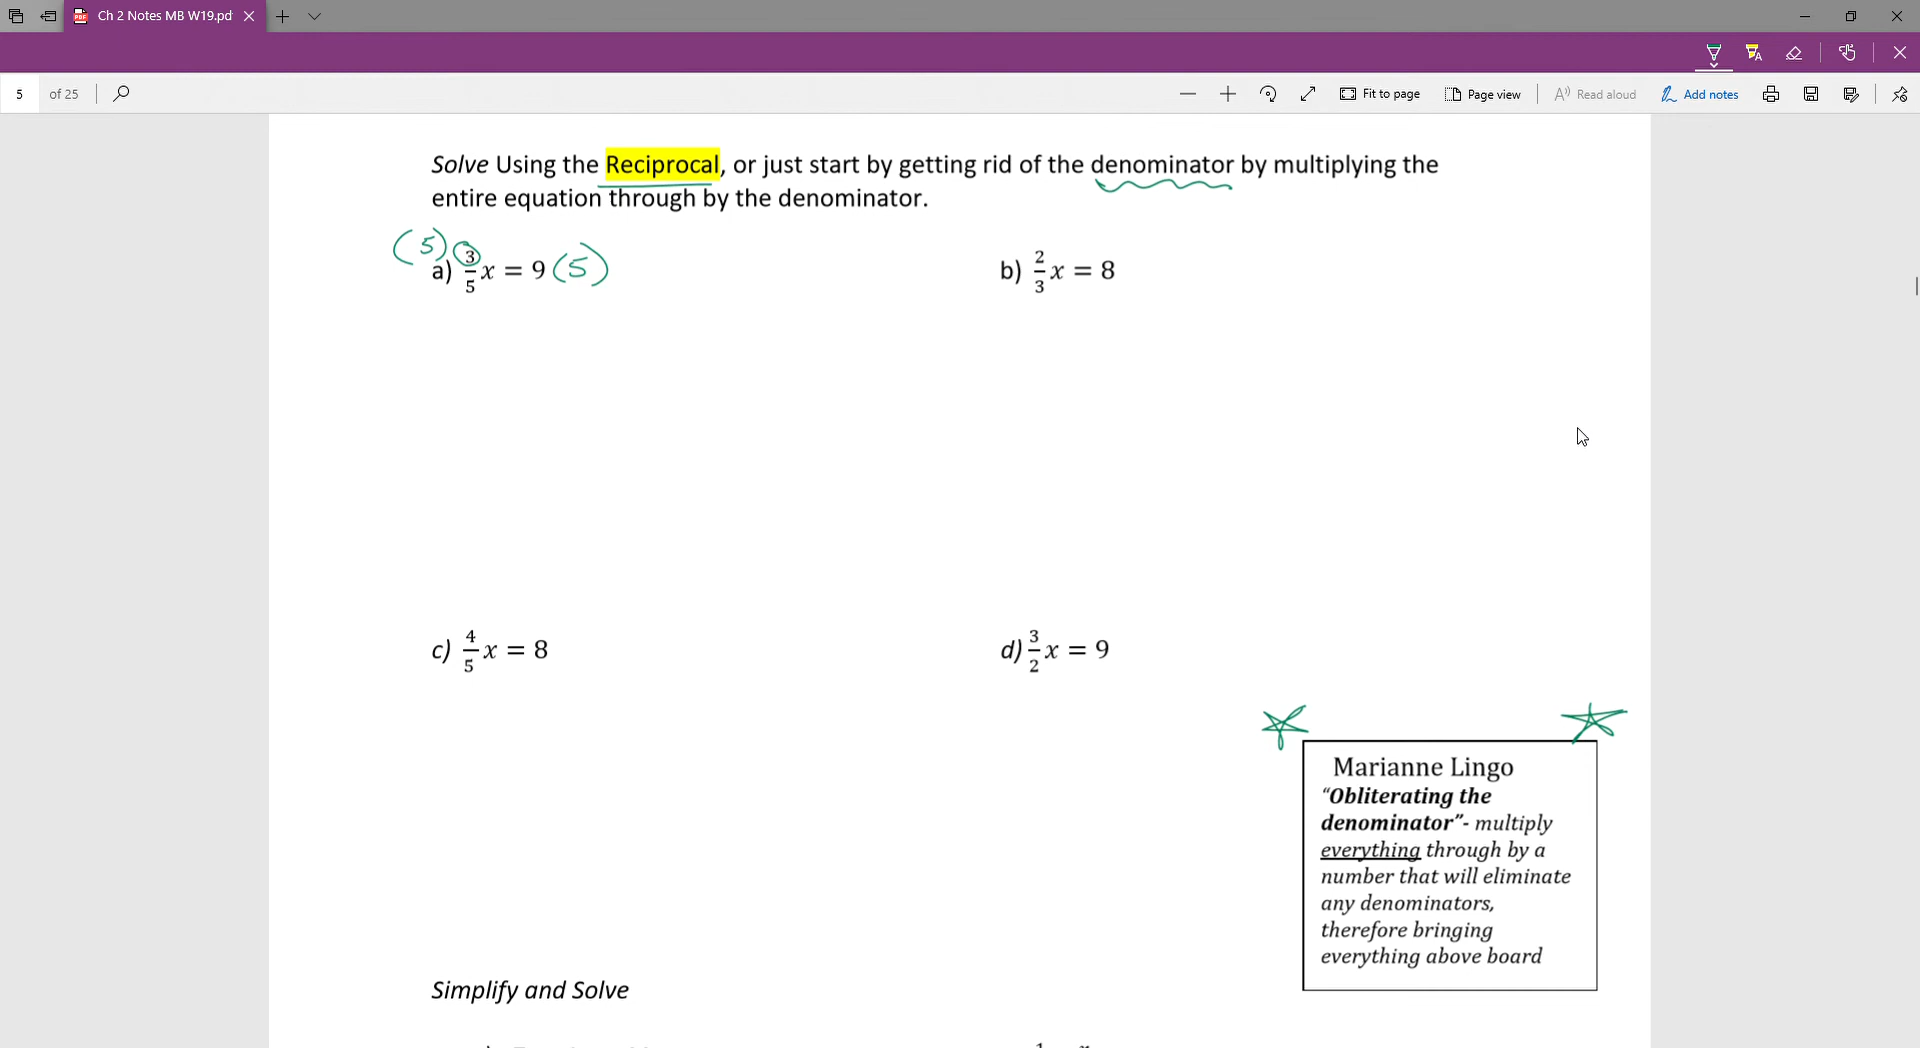 Ch 2 Notes MB W19.pd
5 of 25
Fit to page
Page view
Read aloud
Add notes
Solve Using the Reciprocal, or just start by getting rid of the denominator by multiplying the
entire equation through by the denominator.
(5) a) 3/5 x = 9 (5)
b) 2/3 x = 8
c) 4/5 x = 8
d) 3/2 x = 9
Marianne Lingo
“Obliterating the
denominator”- multiply
everything through by a
number that will eliminate
any denominators,
therefore bringing
everything above board
Simplify and Solve